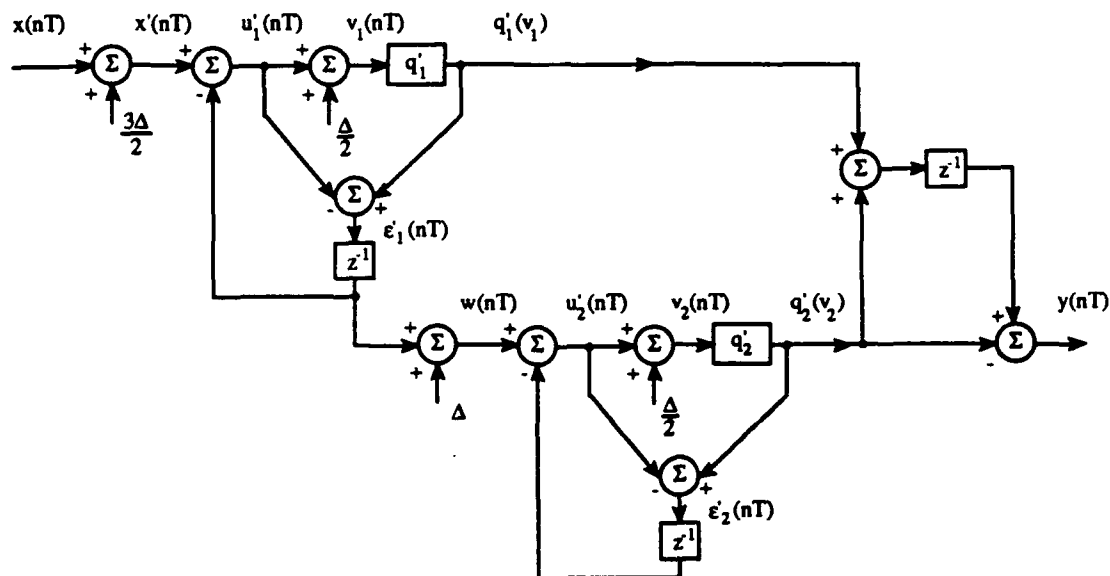 x(nT) x'(nT) u'₁(nT) v₁(nT) q'₁(v₁)
+ + + 
Σ Σ Σ q'₁
+ - +
3Δ/2 Δ/2
+
Σ z⁻¹
+
Σ
- +
ε'₁(nT)
z⁻¹
w(nT) u'₂(nT) v₂(nT) q'₂(v₂) y(nT)
+ + + +
Σ Σ Σ q'₂ Σ
+ - + -
Δ Δ/2
Σ
- +
ε'₂(nT)
z⁻¹